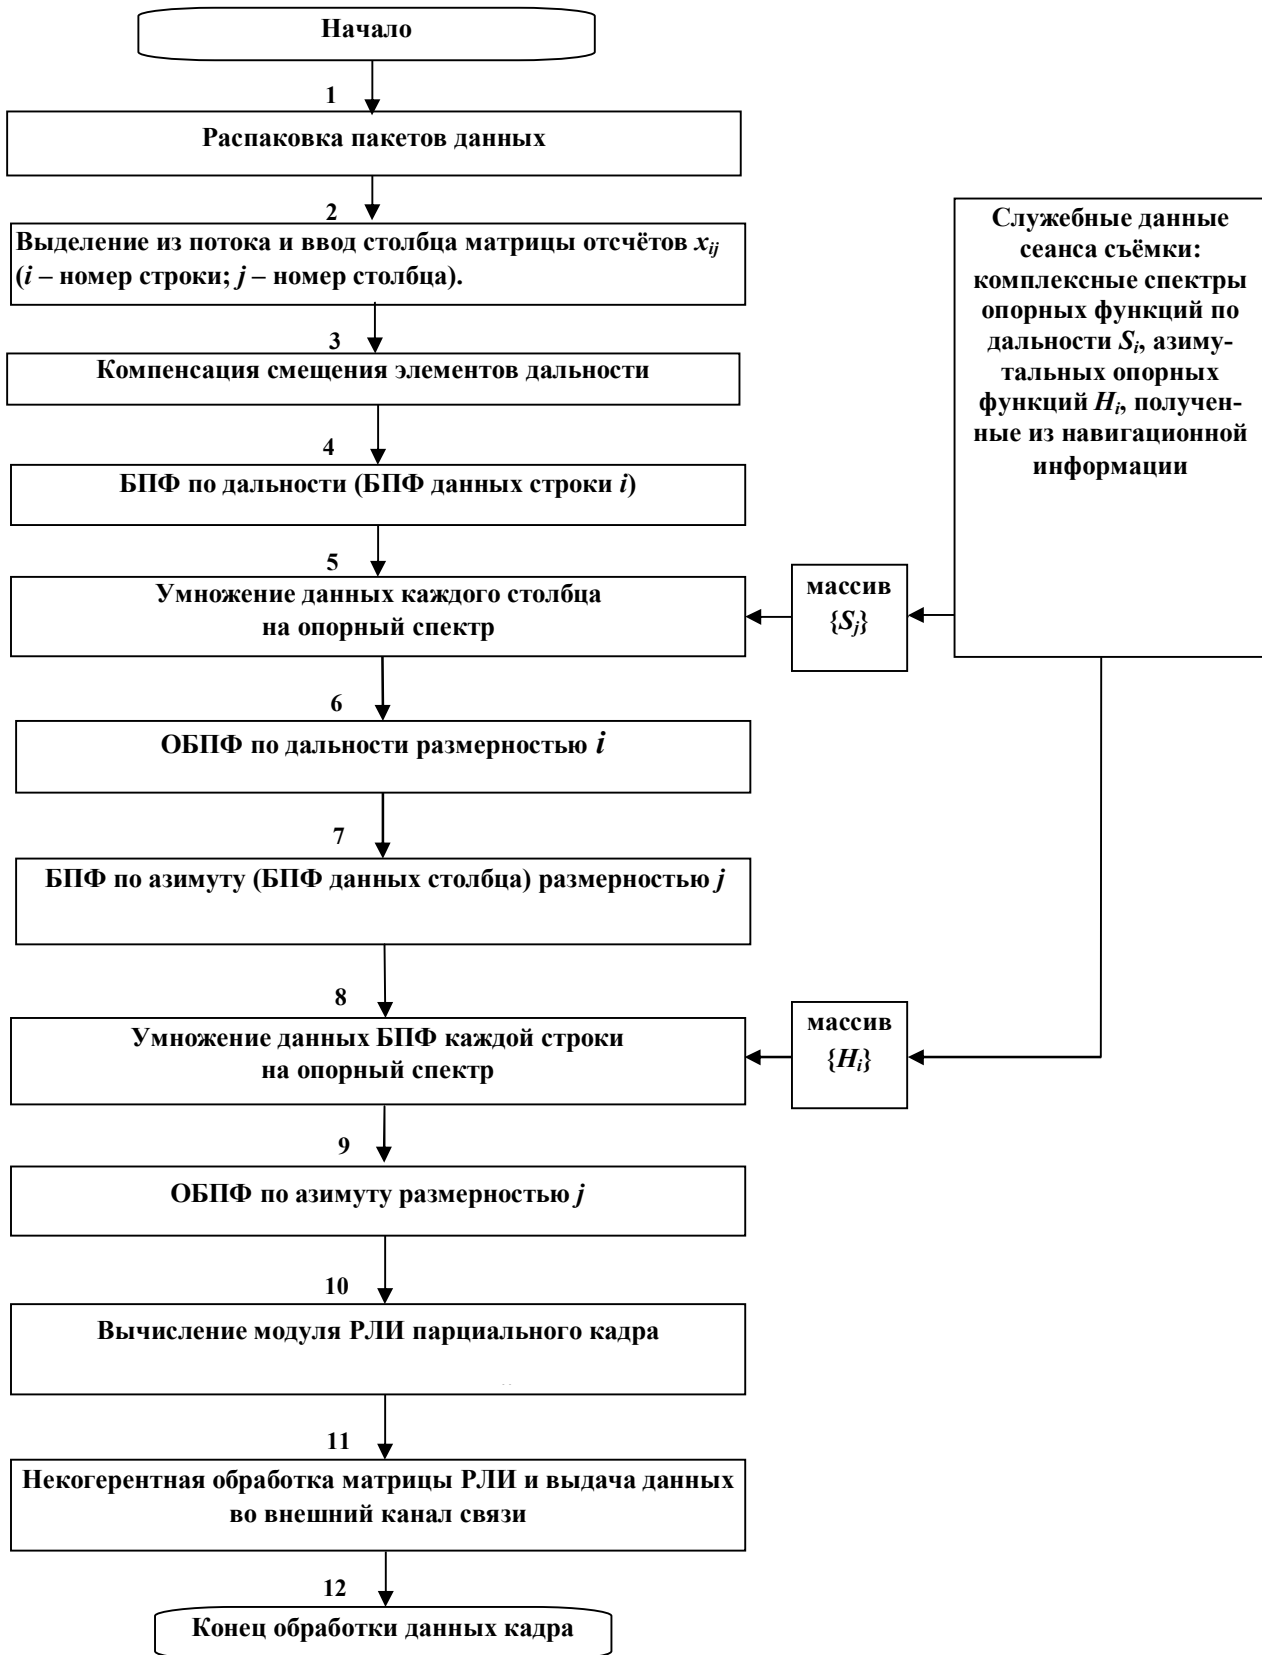 Начало
1
Распаковка пакетов данных
2
Выделение из потока и ввод столбца матрицы отсчётов xij
(i – номер строки; j – номер столбца).
3
Компенсация смещения элементов дальности
4
БПФ по дальности (БПФ данных строки i)
5
Умножение данных каждого столбца
на опорный спектр
массив
{Sj}
Служебные данные
сеанса съёмки:
комплексные спектры
опорных функций по
дальности Si, азиму-
тальных опорных
функций Hi, получен-
ные из навигационной
информации
6
ОБПФ по дальности размерностью i
7
БПФ по азимуту (БПФ данных столбца) размерностью j
8
Умножение данных БПФ каждой строки
на опорный спектр
массив
{Hi}
9
ОБПФ по азимуту размерностью j
10
Вычисление модуля РЛИ парциального кадра
11
Некогерентная обработка матрицы РЛИ и выдача данных
во внешний канал связи
12
Конец обработки данных кадра